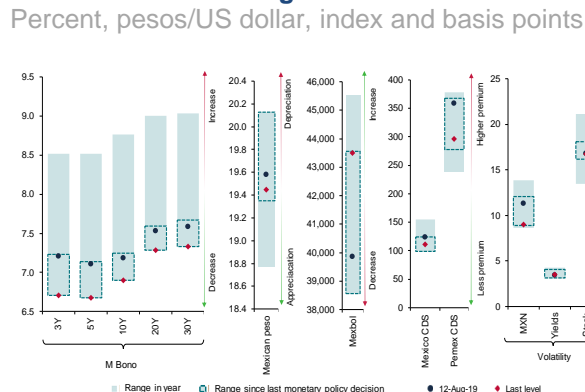 Percent, pesos/US dollar, index and basis points
9.5
9.0
8.5
8.0
7.5
7.0
6.5
3Y
5Y
10Y
20Y
30Y
M Bono
Increase
Decrease
20.4
20.2
20.0
19.8
19.6
19.4
19.2
19.0
18.8
18.6
18.4
Mexican peso
Depreciation
Appreciacation
46,000
45,000
44,000
43,000
42,000
41,000
40,000
39,000
38,000
Mexbol
Increase
Decrease
400
350
300
250
200
150
100
50
0
Mexico CDS
Pemex CDS
Higher premium
Less premium
25
20
15
10
5
0
MXN
Yields
Volatility
Range in year
Range since last monetary policy decision
12-Aug-19
Last level